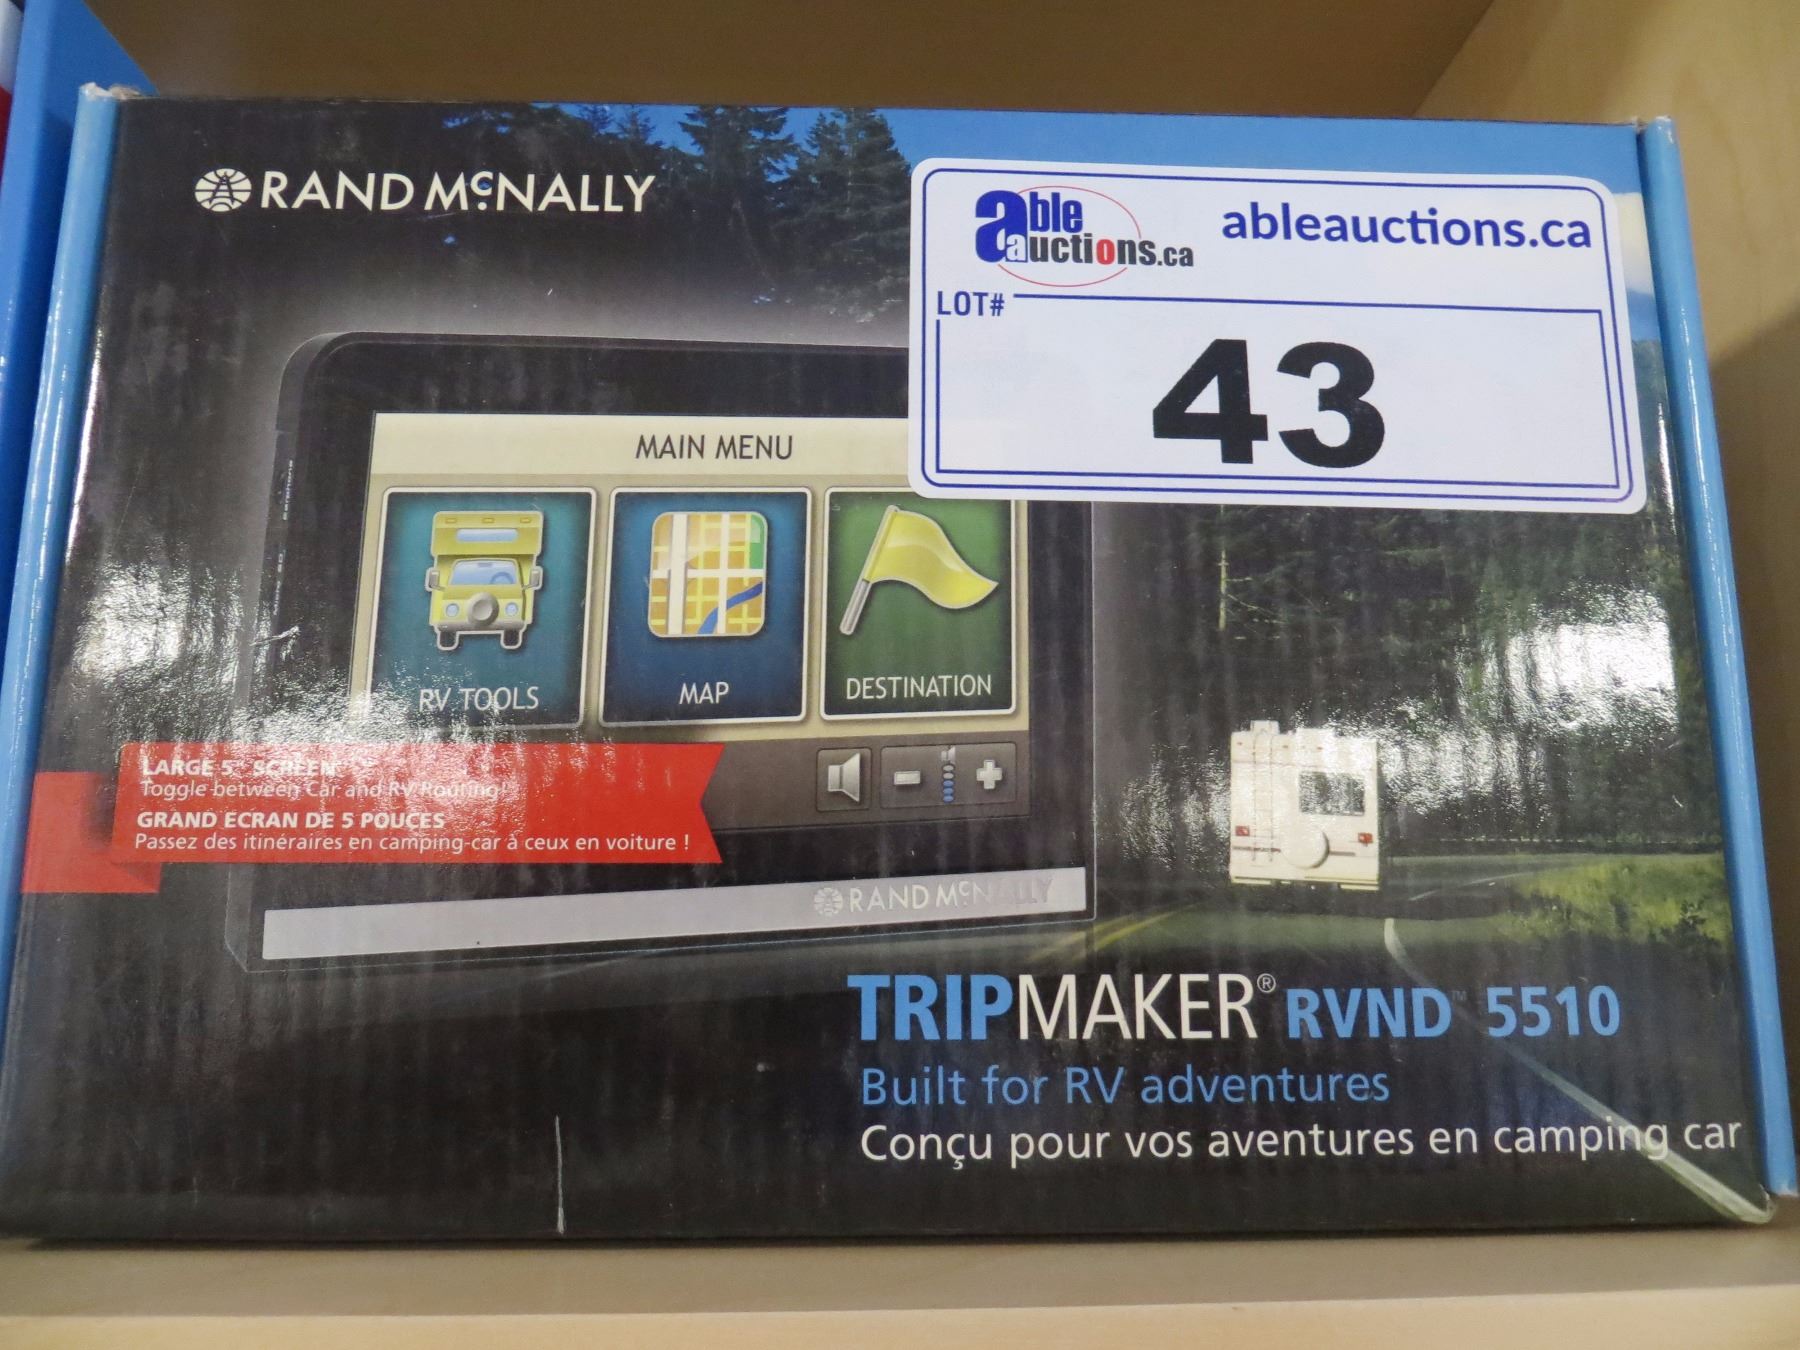 RAND McNALLY
able auctions.ca
ableauctions.ca
LOT#
43
MAIN MENU
RV TOOLS
MAP
DESTINATION
LARGE 5" SCREEN
Toggle between Car and RV Routing!
GRAND ECRAN DE 5 POUCES
Passez des itinéraires en camping-car à ceux en voiture !
RAND McNALLY
TRIPMAKER® RVND™ 5510
Built for RV adventures
Conçu pour vos aventures en camping car